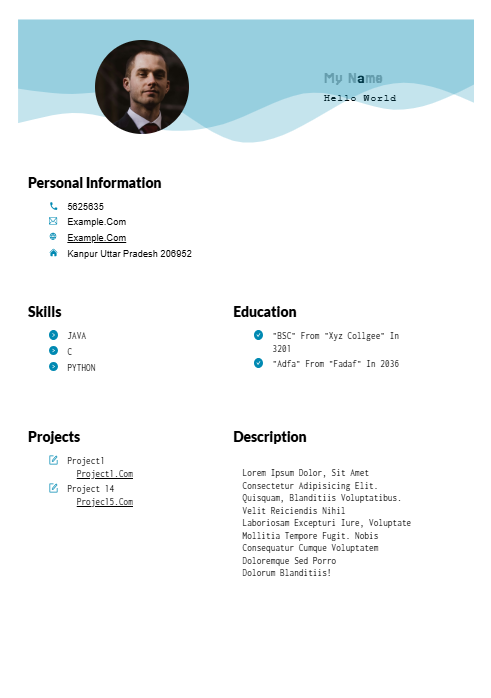 My Name
Hello World
Personal Information
5625635
Example.Com
Example.Com
Kanpur Uttar Pradesh 206952
Skills
JAVA
C
PYTHON
Education
"BSC" From "Xyz Collgee" In
3201
"Adfa" From "Fadaf" In 2036
Projects
Project1
Project1.Com
Project 14
Projec15.Com
Description
Lorem Ipsum Dolor, Sit Amet
Consectetur Adipisicing Elit.
Quisquam, Blanditiis Voluptatibus.
Velit Reiciendis Nihil
Laboriosam Excepturi Iure, Voluptate
Mollitia Tempore Fugit. Nobis
Consequatur Cumque Voluptatem
Doloremque Sed Porro
Dolorum Blanditiis!